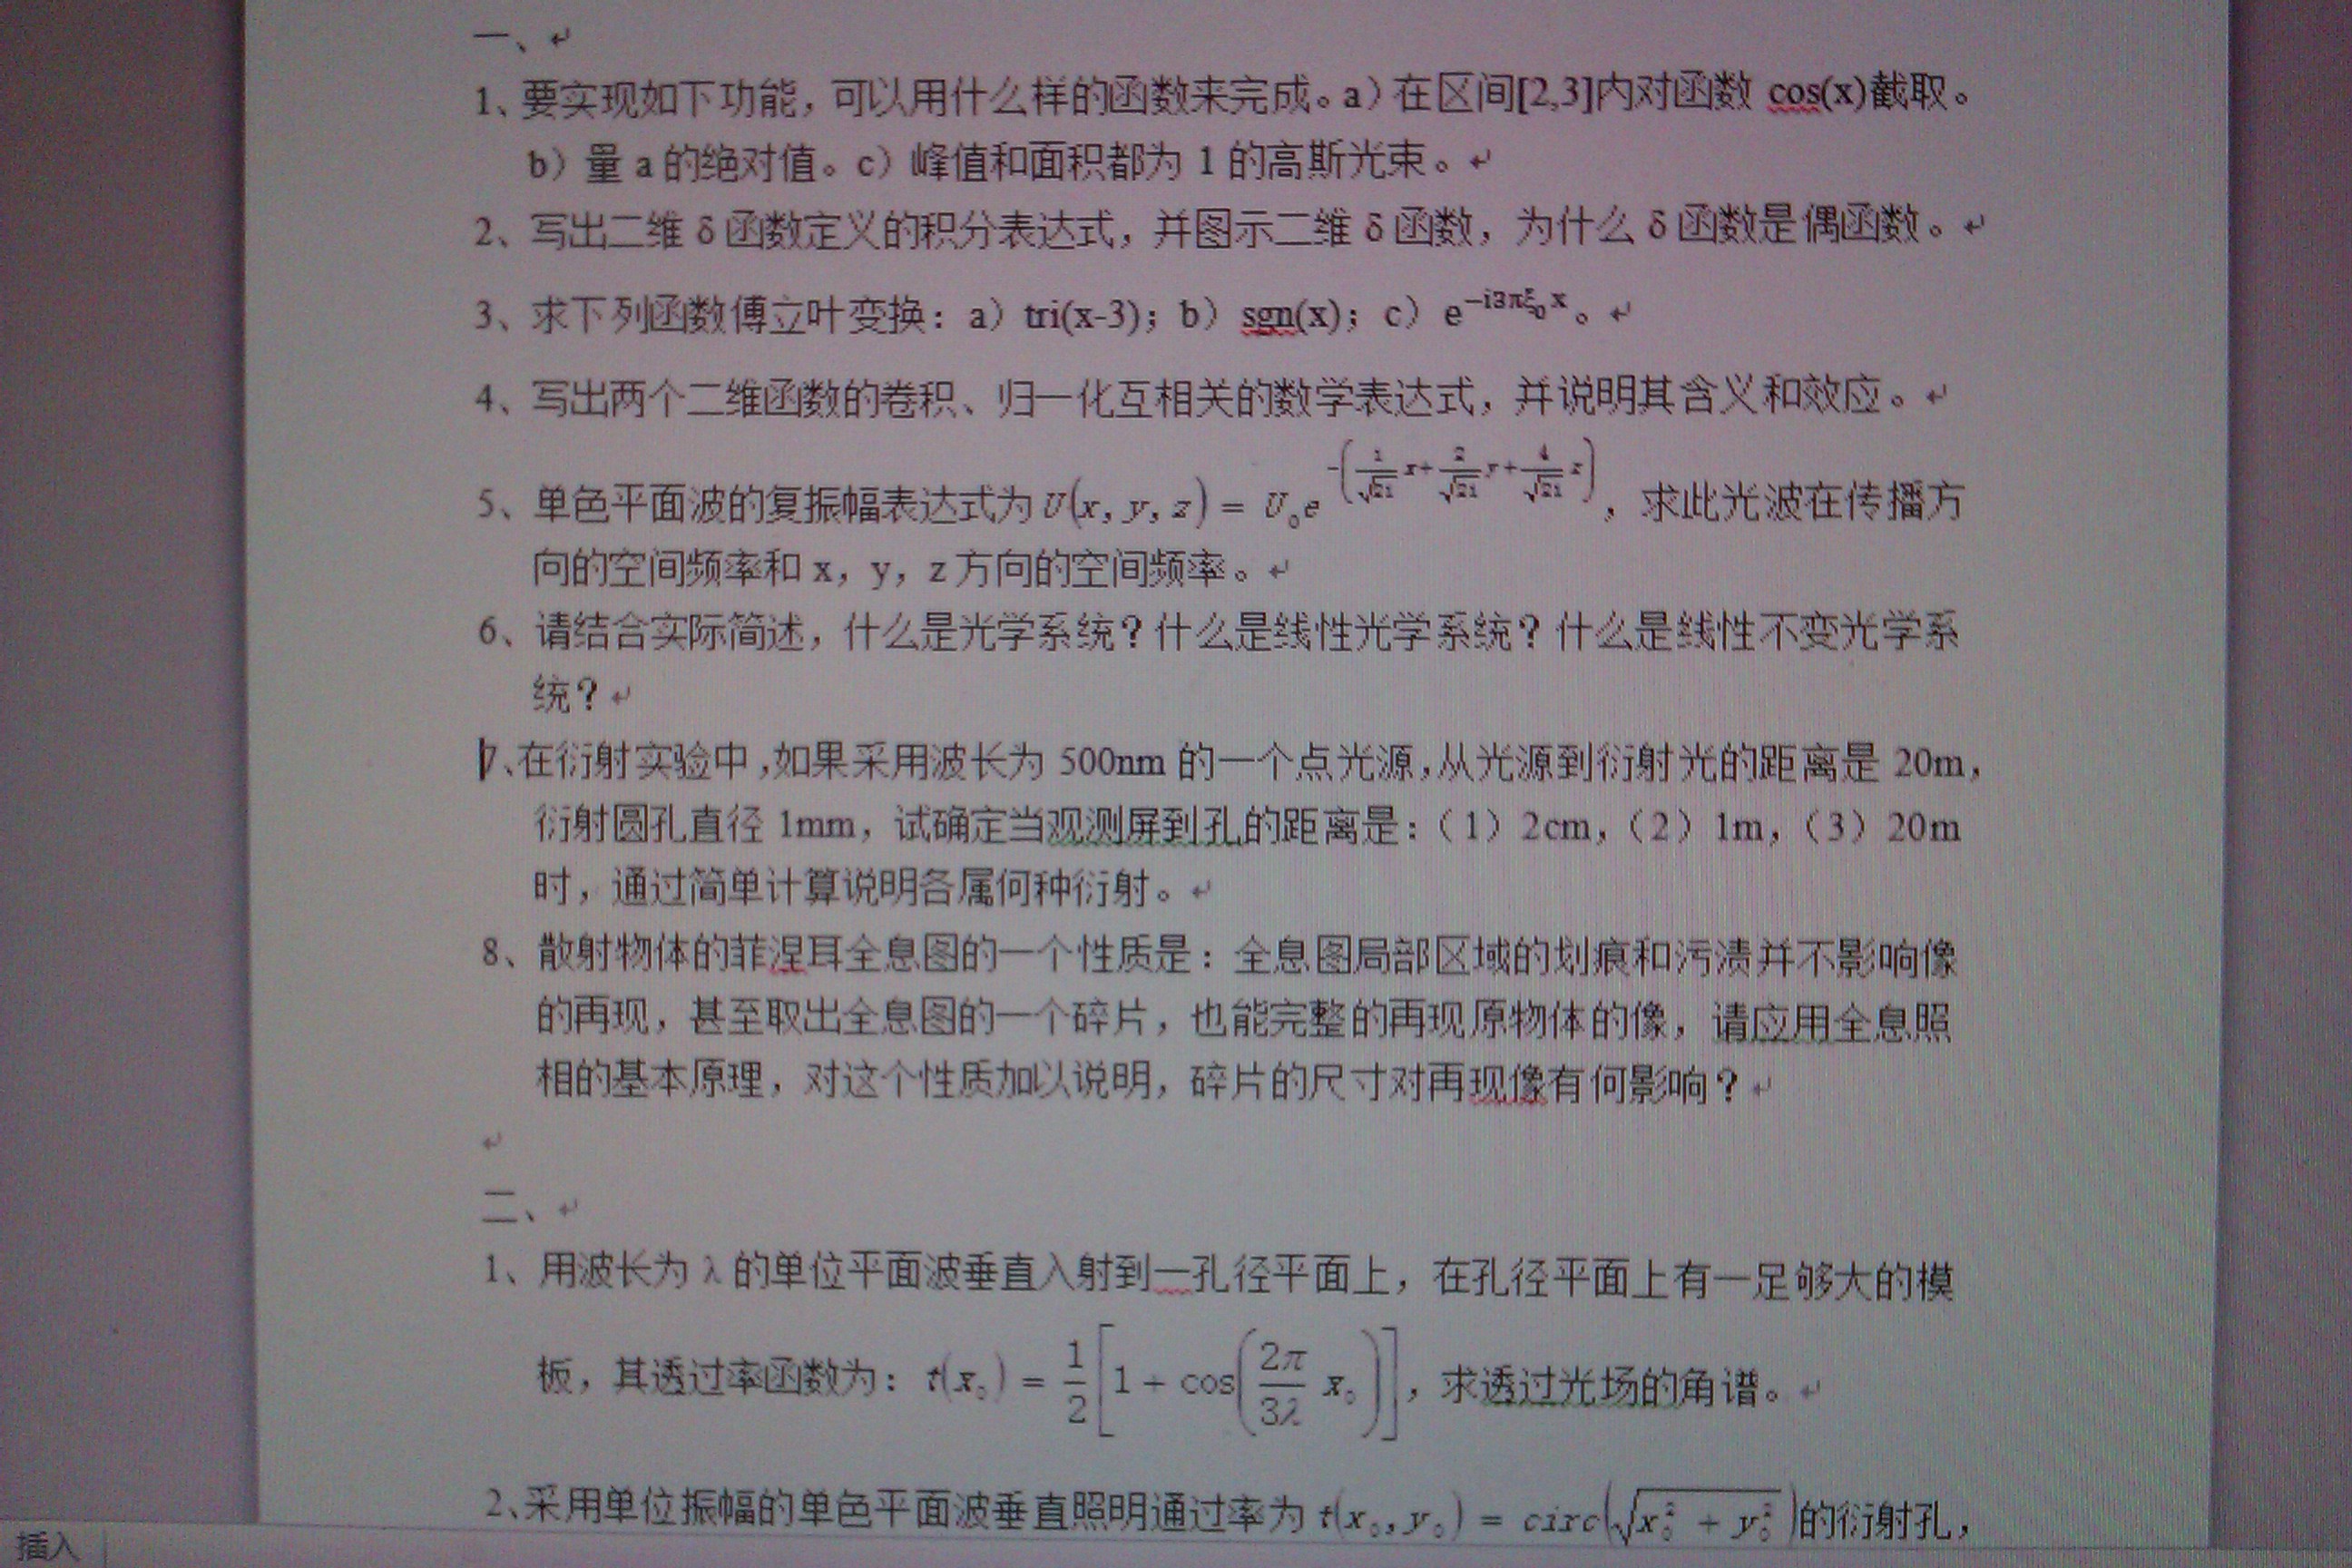 一、
1、要实现如下功能，可以用什么样的函数来完成。a）在区间[2,3]内对函数 cos(x)截取。
b）量 a 的绝对值。c）峰值和面积都为 1 的高斯光束。
2、写出二维 δ 函数定义的积分表达式，并图示二维 δ 函数，为什么 δ 函数是偶函数。
3、求下列函数傅立叶变换：a）tri(x-3)；b）sgn(x)；c）e^{-i3πξ_0 x}。
4、写出两个二维函数的卷积、归一化互相关的数学表达式，并说明其含义和效应。
5、单色平面波的复振幅表达式为 U(x, y, z) = U_0 e^{-(\frac{1}{\sqrt{21}}x+\frac{2}{\sqrt{21}}y+\frac{4}{\sqrt{21}}z)}，求此光波在传播方
向的空间频率和 x，y，z 方向的空间频率。
6、请结合实际简述，什么是光学系统？什么是线性光学系统？什么是线性不变光学系
统？
7、在衍射实验中，如果采用波长为 500nm 的一个点光源，从光源到衍射光的距离是 20m，
衍射圆孔直径 1mm，试确定当观测屏到孔的距离是：（1）2cm，（2）1m，（3）20m
时，通过简单计算说明各属何种衍射。
8、散射物体的菲涅耳全息图的一个性质是：全息图局部区域的划痕和污渍并不影响像
的再现，甚至取出全息图的一个碎片，也能完整的再现原物体的像，请应用全息照
相的基本原理，对这个性质加以说明，碎片的尺寸对再现像有何影响？
二、
1、用波长为 λ 的单位平面波垂直入射到一孔径平面上，在孔径平面上有一足够大的模
板，其透过率函数为：t(x_0) = \frac{1}{2}[1 + cos(\frac{2π}{3λ} x_0)]，求透过光场的角谱。
2、采用单位振幅的单色平面波垂直照明通过率为 t(x_0, y_0) = circ(\sqrt{x_0^2 + y_0^2})的衍射孔，
插入